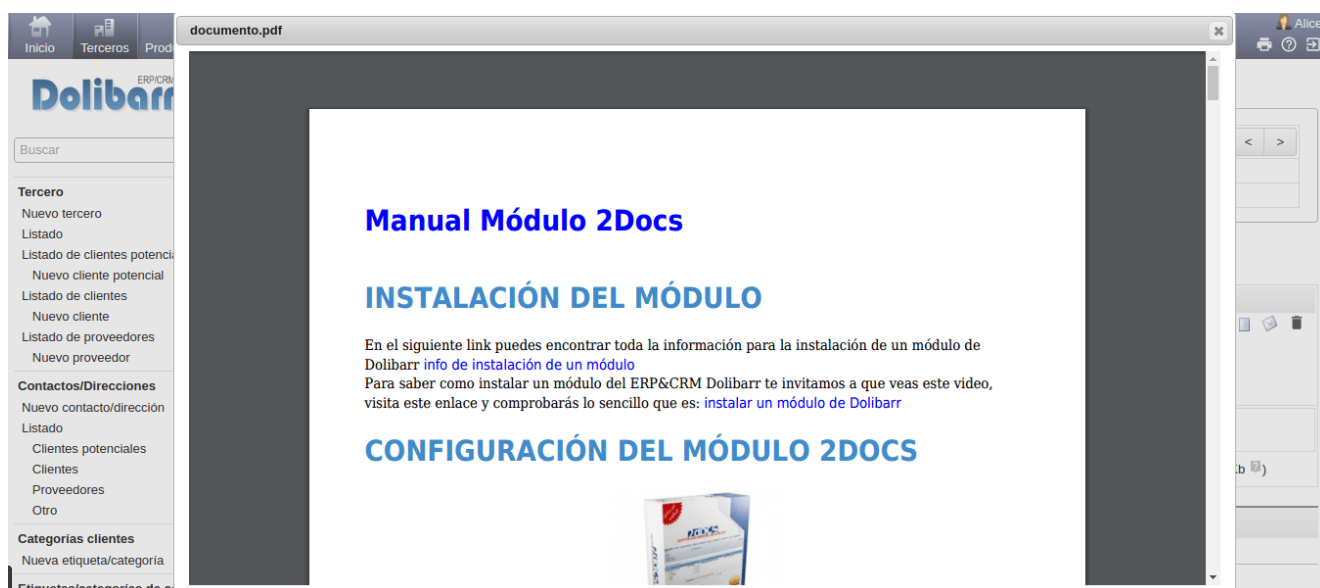 Inicio
Terceros
documento.pdf
Alice
Dolibarr
ERP/CRM
Buscar
< >
Tercero
Nuevo tercero
Listado
Listado de clientes
Nuevo cliente potencial
Listado de clientes
Nuevo cliente
Listado de proveedores
Nuevo proveedor
Contactos/Direcciones
Nuevo contacto/dirección
Listado
Clientes potenciales
Clientes
Proveedores
Otro
Categorías clientes
Nueva etiqueta/categoría
Manual Módulo 2Docs
INSTALACIÓN DEL MÓDULO
En el siguiente link puedes encontrar toda la información para la instalación de un módulo de
Dolibarr info de instalación de un módulo
Para saber como instalar un módulo del ERP&CRM Dolibarr te invitamos a que veas este video,
visita este enlace y comprobarás lo sencillo que es: instalar un módulo de Dolibarr
CONFIGURACIÓN DEL MÓDULO 2DOCS
2DOCS
2DOCS